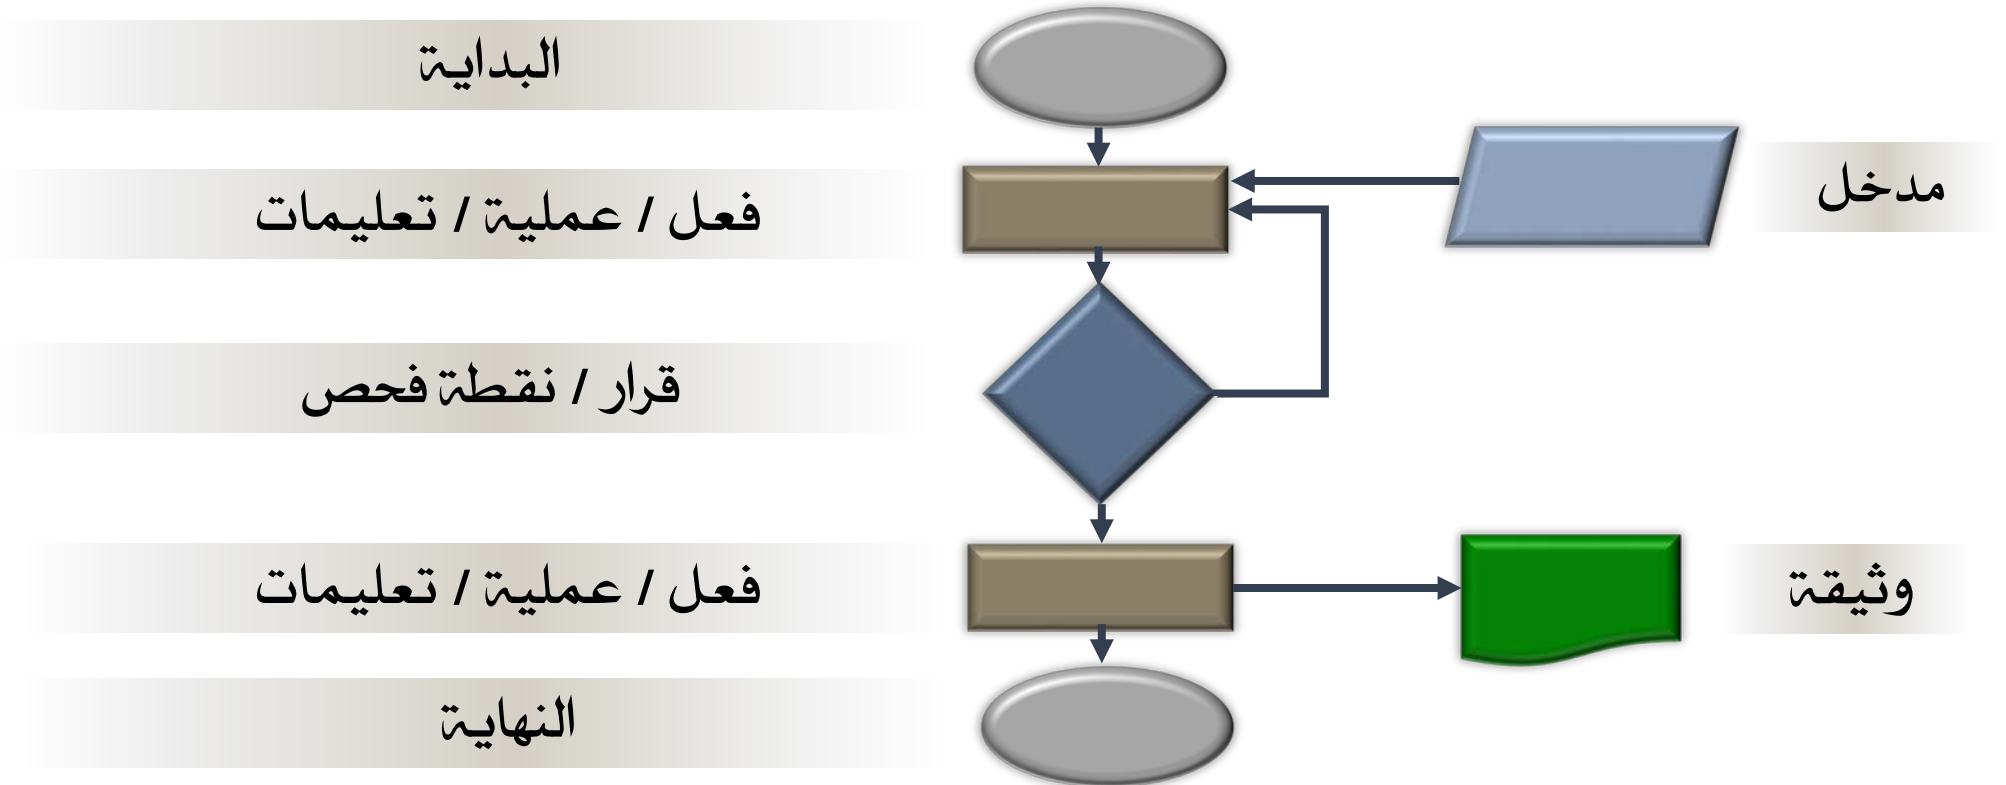 البداية
مدخل
فعل / عملية / تعليمات
قرار / نقطة فحص
فعل / عملية / تعليمات
وثيقة
النهاية